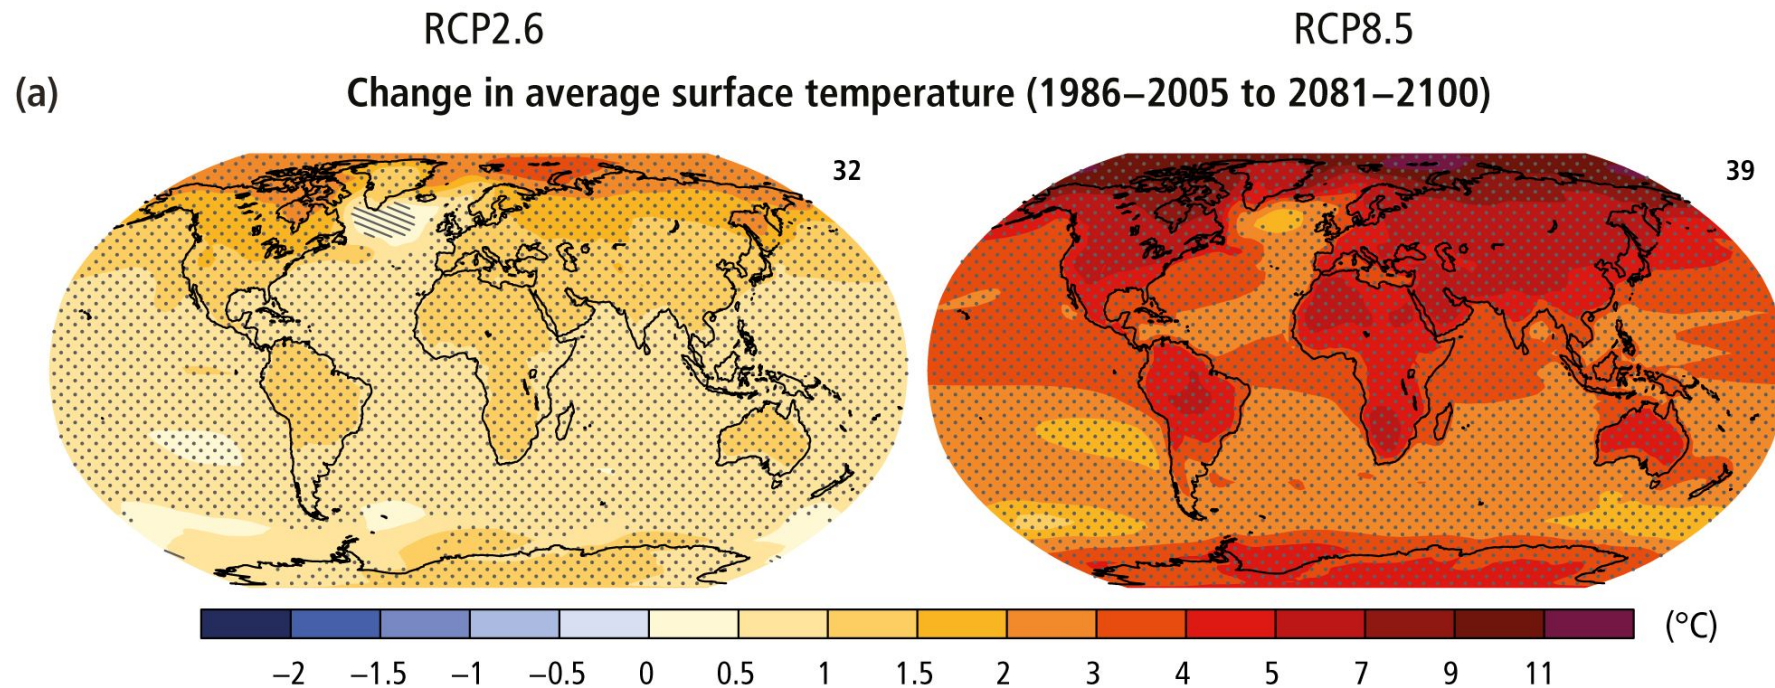 RCP2.6 RCP8.5
(a) Change in average surface temperature (1986–2005 to 2081–2100)
32 39
−2 −1.5 −1 −0.5 0 0.5 1 1.5 2 3 4 5 7 9 11 (°C)